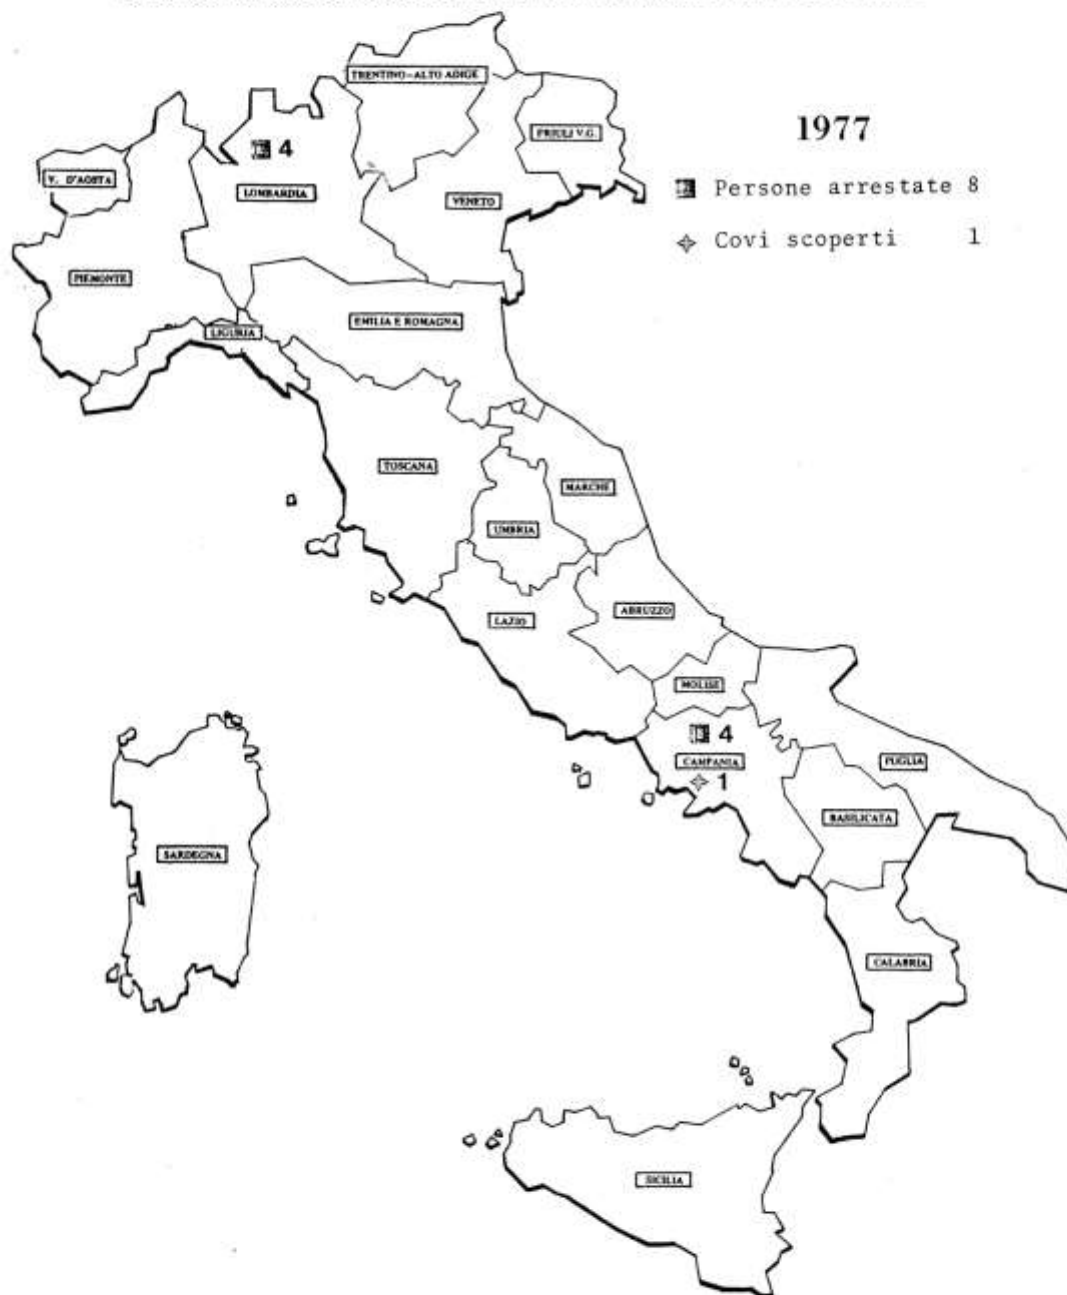 TRENTINO-ALTO ADIGE
1977
FRIULI V.G.
4
V. D'AOSTA
LOMBARDIA
Persone arrestate 8
VENETO
Covi scoperti 1
PIEMONTE
EMILIA E ROMAGNA
LIGURIA
TOSCANA
MARCHE
UMBRIA
ABRUZZO
LAZIO
MOLISE
4
CAMPANIA
PUGLIA
1
BASILICATA
SARDEGNA
CALABRIA
SICILIA